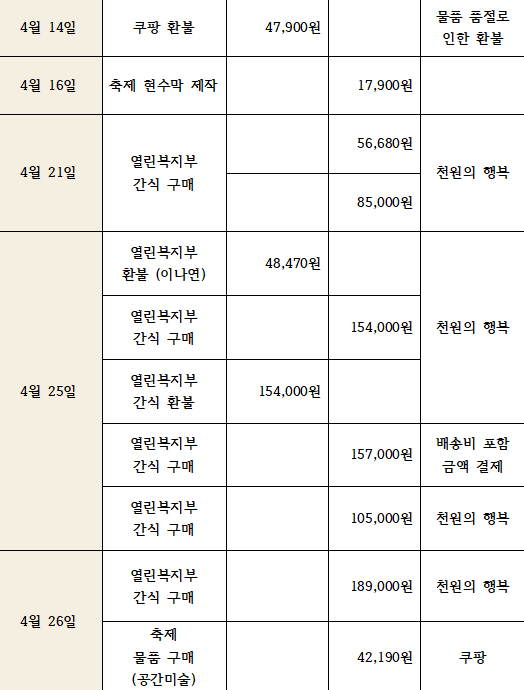 4월 14일
쿠팡 환불
47,900원
물품 품절로
인한 환불
4월 16일
축제 현수막 제작
17,900원
4월 21일
열린복지부
간식 구매
56,680원
85,000원
천원의 행복
4월 25일
열린복지부
환불 (이나연)
48,470원
천원의 행복
열린복지부
간식 구매
154,000원
열린복지부
간식 환불
154,000원
열린복지부
간식 구매
157,000원
배송비 포함
금액 결제
열린복지부
간식 구매
105,000원
천원의 행복
4월 26일
열린복지부
간식 구매
189,000원
천원의 행복
축제
물품 구매
(공간미술)
42,190원
쿠팡